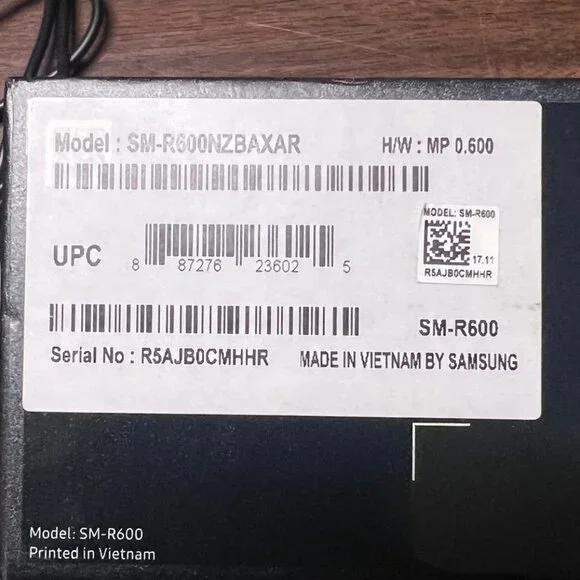 Model : SM-R600NZBAXAR
H/W : MP 0.600
MODEL: SM-R600
17.11
R5AJB0CMHHR
UPC
8 87276 23602 5
SM-R600
Serial No : R5AJB0CMHHR
MADE IN VIETNAM BY SAMSUNG
Model: SM-R600
Printed in Vietnam